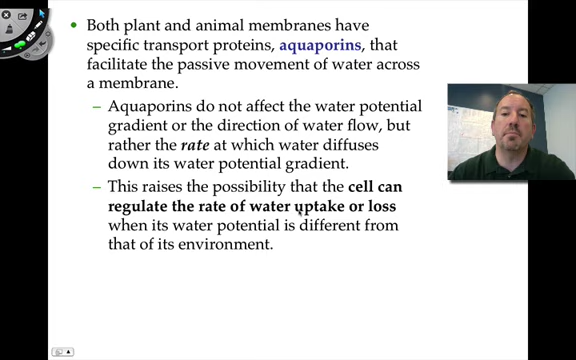 • Both plant and animal membranes have
specific transport proteins, aquaporins, that
facilitate the passive movement of water across
a membrane.
– Aquaporins do not affect the water potential
gradient or the direction of water flow, but
rather the rate at which water diffuses
down its water potential gradient.
– This raises the possibility that the cell can
regulate the rate of water uptake or loss
when its water potential is different from
that of its environment.